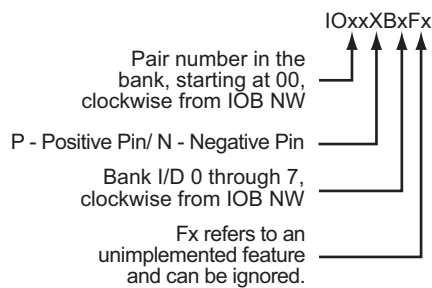 IOxxXBxFx
Pair number in the
bank, starting at 00,
clockwise from IOB NW
P - Positive Pin/ N - Negative Pin
Bank I/D 0 through 7,
clockwise from IOB NW
Fx refers to an
unimplemented feature
and can be ignored.